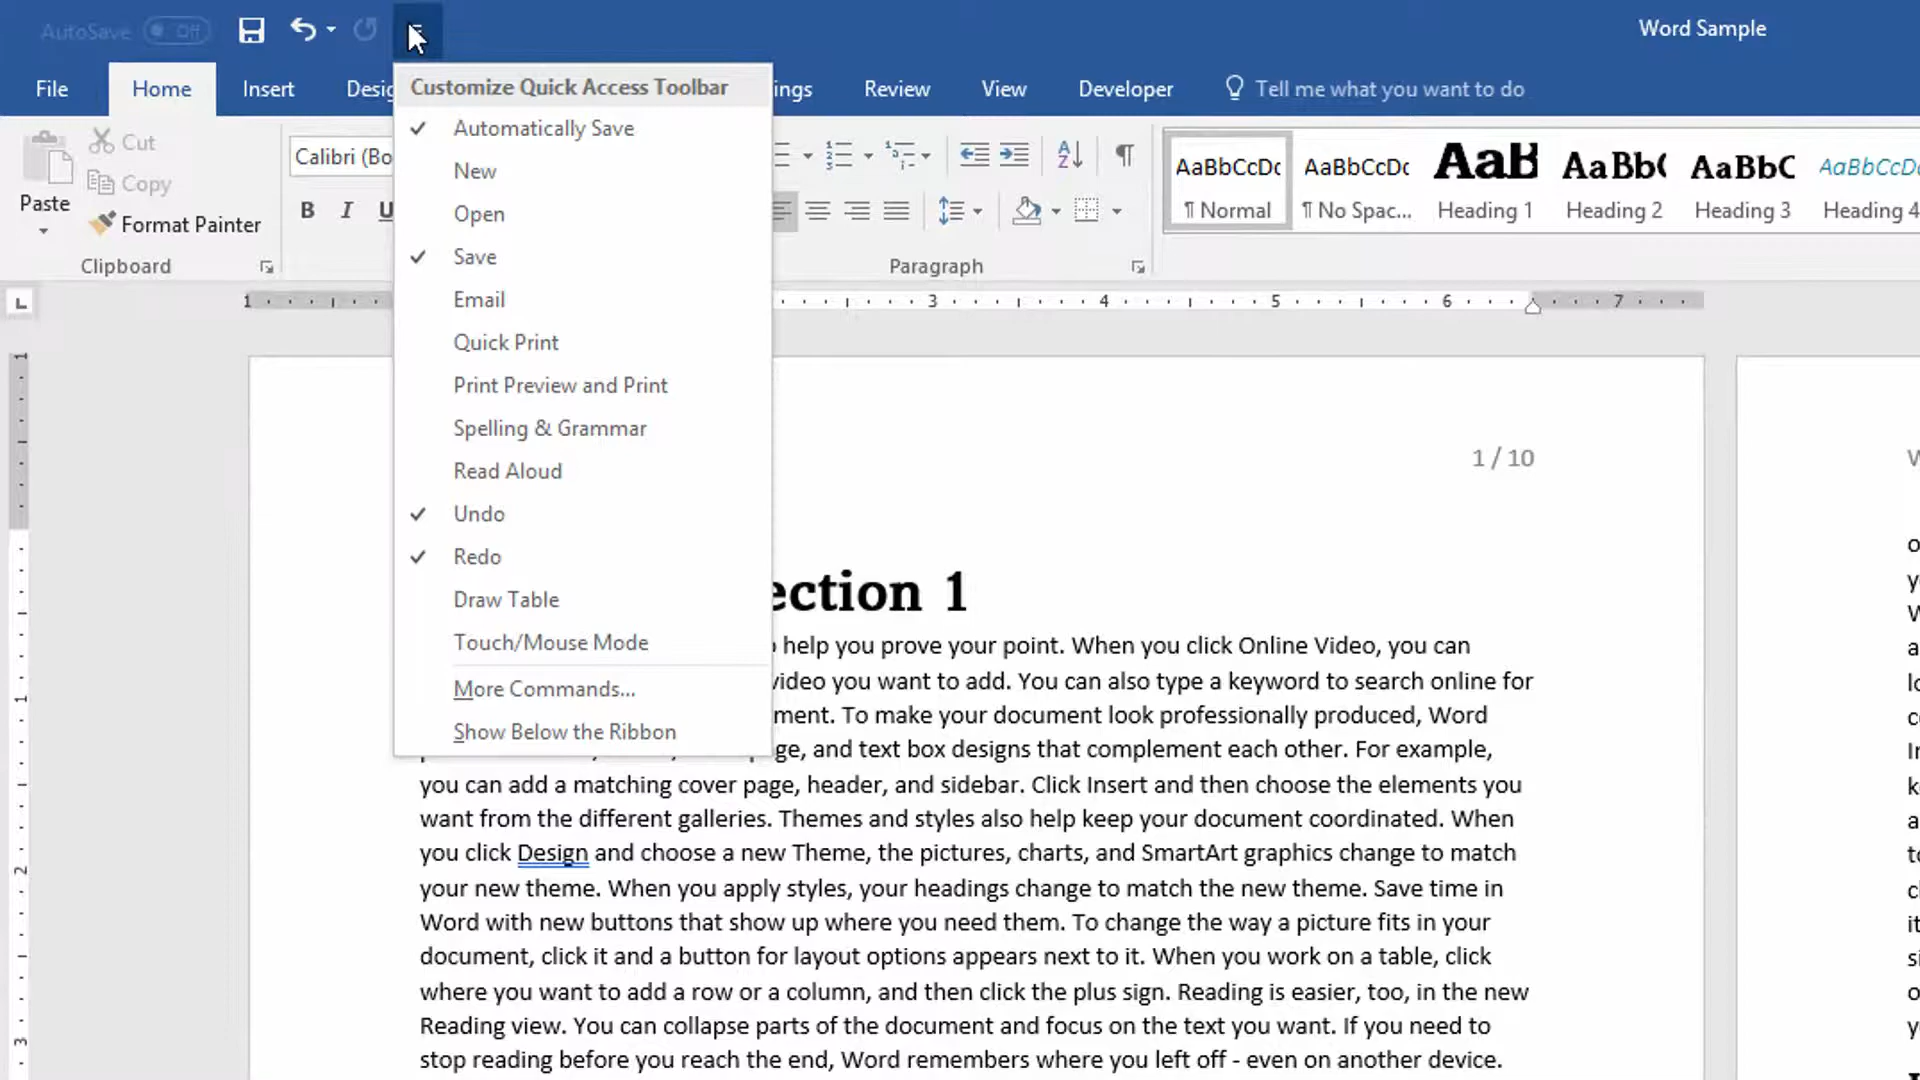 AutoSave Off
Word Sample
File Home Insert Review View Developer Tell me what you want to do
Customize Quick Access Toolbar
Automatically Save
New
Open
Save
Email
Quick Print
Print Preview and Print
Spelling & Grammar
Read Aloud
Undo
Redo
Draw Table
Touch/Mouse Mode
More Commands...
Show Below the Ribbon
Cut
Copy
Paste
Format Painter
Clipboard
Calibri (Bo
B I U
Paragraph
AaBbCcDc AaBbCcDc AaB AaBb( AaBbC AaBbCcDc
¶ Normal ¶ No Spac... Heading 1 Heading 2 Heading 3 Heading 4
1 3 4 5 6 7
1
1
2
3
1 / 10
ection 1
help you prove your point. When you click Online Video, you can
video you want to add. You can also type a keyword to search online for
ment. To make your document look professionally produced, Word
ge, and text box designs that complement each other. For example,
you can add a matching cover page, header, and sidebar. Click Insert and then choose the elements you
want from the different galleries. Themes and styles also help keep your document coordinated. When
you click Design and choose a new Theme, the pictures, charts, and SmartArt graphics change to match
your new theme. When you apply styles, your headings change to match the new theme. Save time in
Word with new buttons that show up where you need them. To change the way a picture fits in your
document, click it and a button for layout options appears next to it. When you work on a table, click
where you want to add a row or a column, and then click the plus sign. Reading is easier, too, in the new
Reading view. You can collapse parts of the document and focus on the text you want. If you need to
stop reading before you reach the end, Word remembers where you left off - even on another device.